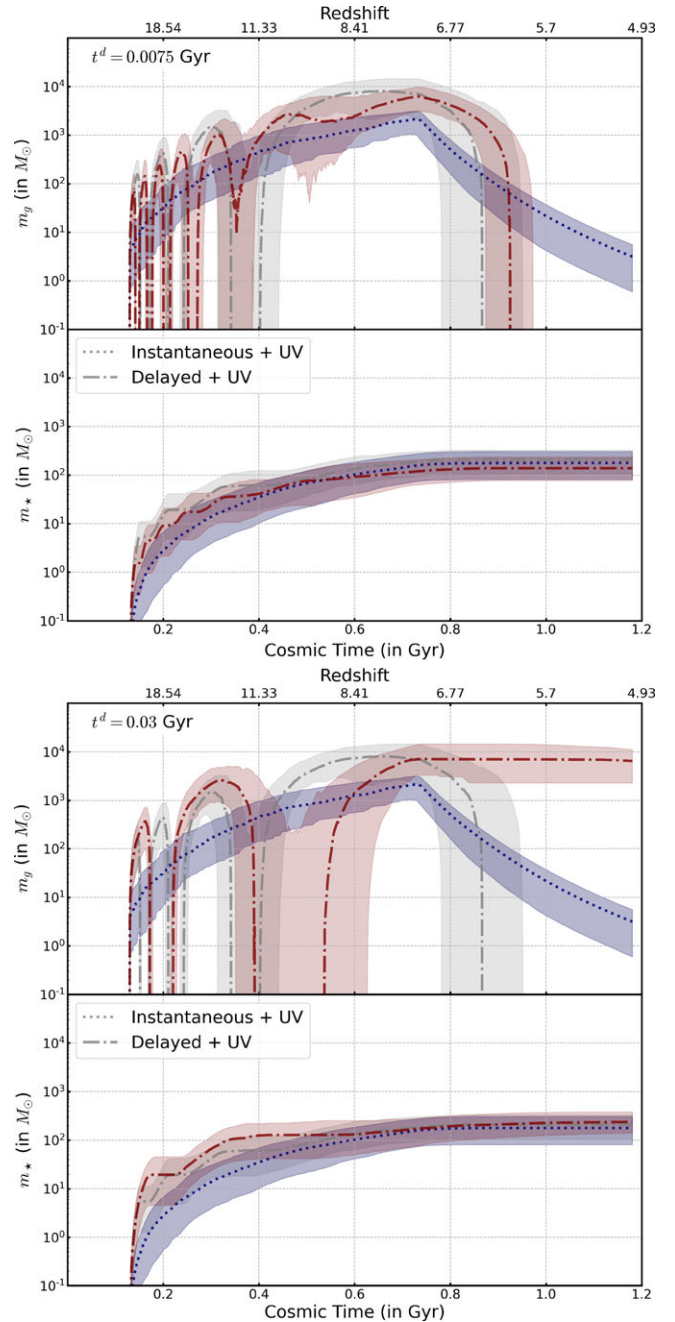 Redshift
18.54 11.33 8.41 6.77 5.7 4.93
t^d = 0.0075 Gyr
m_g (in M_⊙)
10^4
10^3
10^2
10^1
10^0
10^-1
Instantaneous + UV
Delayed + UV
m_⋆ (in M_⊙)
10^4
10^3
10^2
10^1
10^0
10^-1
0.2 0.4 0.6 0.8 1.0 1.2
Cosmic Time (in Gyr)
Redshift
18.54 11.33 8.41 6.77 5.7 4.93
t^d = 0.03 Gyr
m_g (in M_⊙)
10^4
10^3
10^2
10^1
10^0
10^-1
Instantaneous + UV
Delayed + UV
m_⋆ (in M_⊙)
10^4
10^3
10^2
10^1
10^0
10^-1
0.2 0.4 0.6 0.8 1.0 1.2
Cosmic Time (in Gyr)